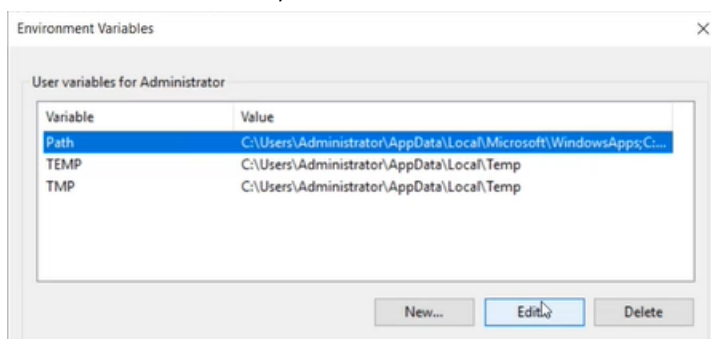 Environment Variables
User variables for Administrator
Variable Value
Path C:\Users\Administrator\AppData\Local\Microsoft\WindowsApps;C:...
TEMP C:\Users\Administrator\AppData\Local\Temp
TMP C:\Users\Administrator\AppData\Local\Temp
New... Edit... Delete